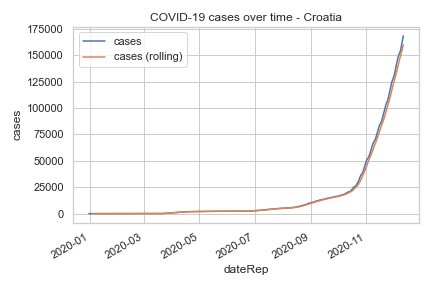 COVID-19 cases over time - Croatia
cases
cases (rolling)
175000
150000
125000
100000
75000
50000
25000
0
cases
2020-01
2020-03
2020-05
2020-07
2020-09
2020-11
dateRep